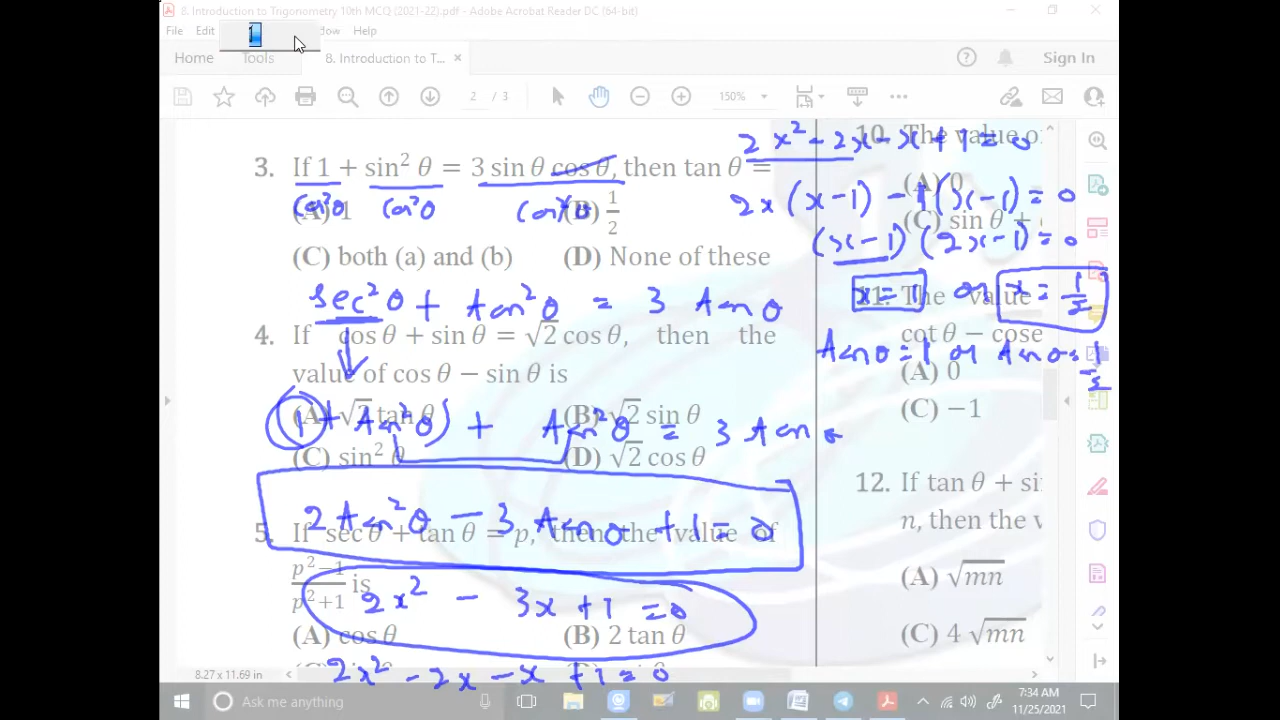 8. Introduction to Trigonometry 10th MCQ (2021-22).pdf - Adobe Acrobat Reader DC (64-bit)
File Edit 1 Help
Home Tools 8. Introduction to T... × Sign In
2 / 3 150%
3. If 1 + sin² θ = 3 sin θ cos θ, then tan θ =
cos²θ cos²θ cos²θ
(A) 1 (B) 1/2
(C) both (a) and (b) (D) None of these
sec²θ + tan²θ = 3 tanθ
4. If cos θ + sin θ = √2 cos θ, then the
value of cos θ − sin θ is
(A) √2 tan θ (B) √2 sin θ
(1 + tan²θ) + tan²θ = 3 tan θ
(C) sin² θ (D) √2 cos θ
2 tan²θ − 3 tanθ + 1 = 0
5. If sec θ + tan θ = p, then the value of
p²−1/p²+1 is
2x² − 3x + 1 = 0
(A) cos θ (B) 2 tan θ
2x² − 2x − x + 1 = 0
2x² − 2x − x + 1 = 0
2x (x − 1) − 1 (x − 1) = 0
(x − 1) (2x − 1) = 0
x = 1 or x = 1/2
tanθ = 1 or tanθ = 1/2
10. The value of
(A) 0
(C) sin θ +
11. The value
cot θ − cose
(A) 0
(C) −1
12. If tan θ + sin
n, then the v
(A) √mn
(C) 4 √mn
8.27 x 11.69 in
Ask me anything
7:34 AM
11/25/2021